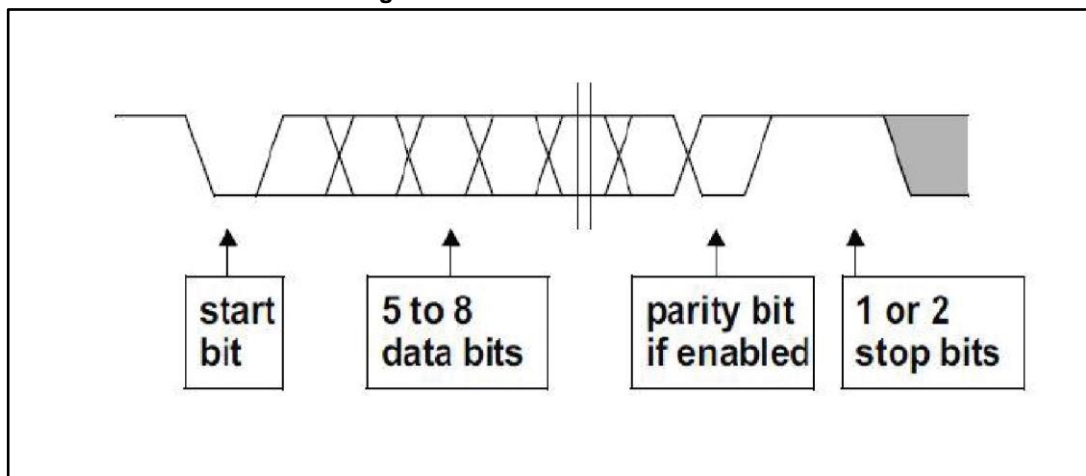 start
bit
5 to 8
data bits
parity bit
if enabled
1 or 2
stop bits